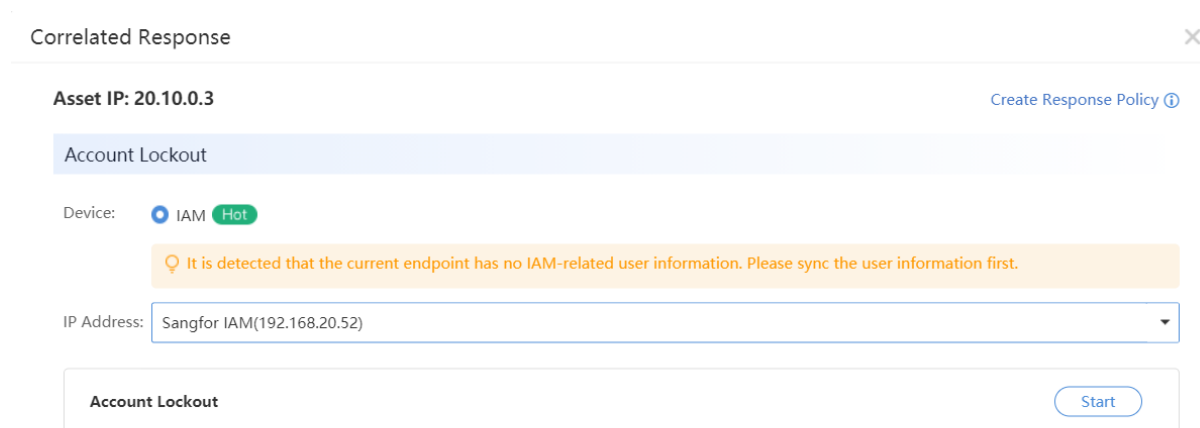 Correlated Response
Asset IP: 20.10.0.3
Create Response Policy
Account Lockout
Device: IAM Hot
It is detected that the current endpoint has no IAM-related user information. Please sync the user information first.
IP Address: Sangfor IAM(192.168.20.52)
Account Lockout
Start